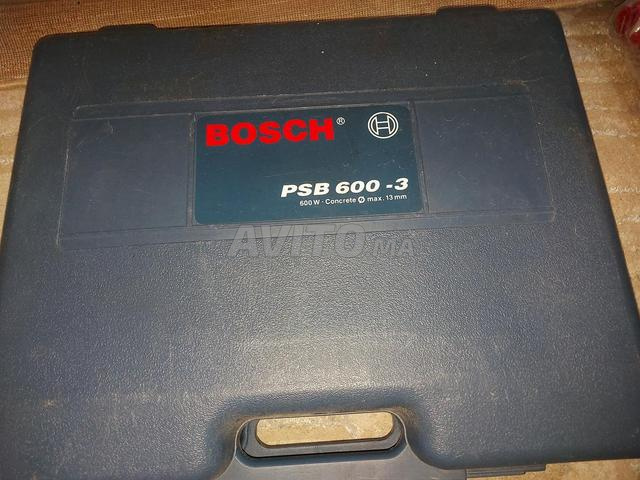 BOSCH®
PSB 600 -3
600 W · Concrete Ø max. 13 mm
AVITO.MA